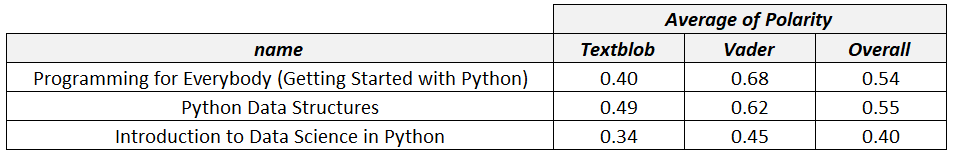 Average of Polarity
name Textblob Vader Overall
Programming for Everybody (Getting Started with Python) 0.40 0.68 0.54
Python Data Structures 0.49 0.62 0.55
Introduction to Data Science in Python 0.34 0.45 0.40